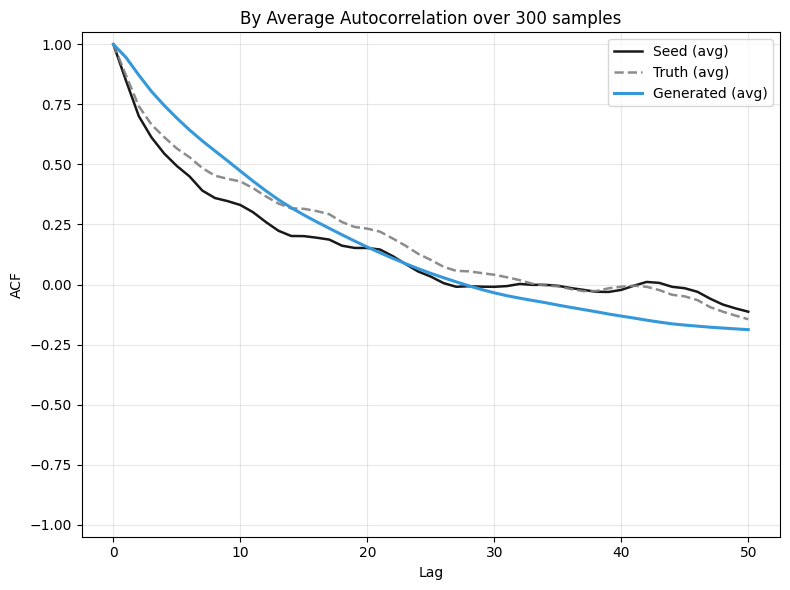 By Average Autocorrelation over 300 samples
Seed (avg)
Truth (avg)
Generated (avg)
ACF
1.00
0.75
0.50
0.25
0.00
−0.25
−0.50
−0.75
−1.00
0 10 20 30 40 50
Lag